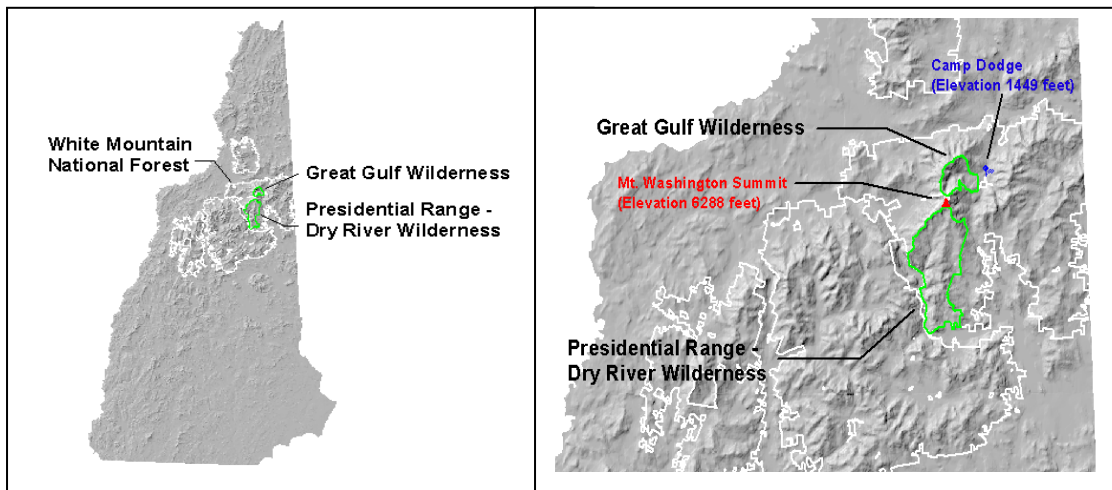 White Mountain
National Forest
Great Gulf Wilderness
Presidential Range -
Dry River Wilderness
Camp Dodge
(Elevation 1449 feet)
Great Gulf Wilderness
Mt. Washington Summit
(Elevation 6288 feet)
Presidential Range -
Dry River Wilderness